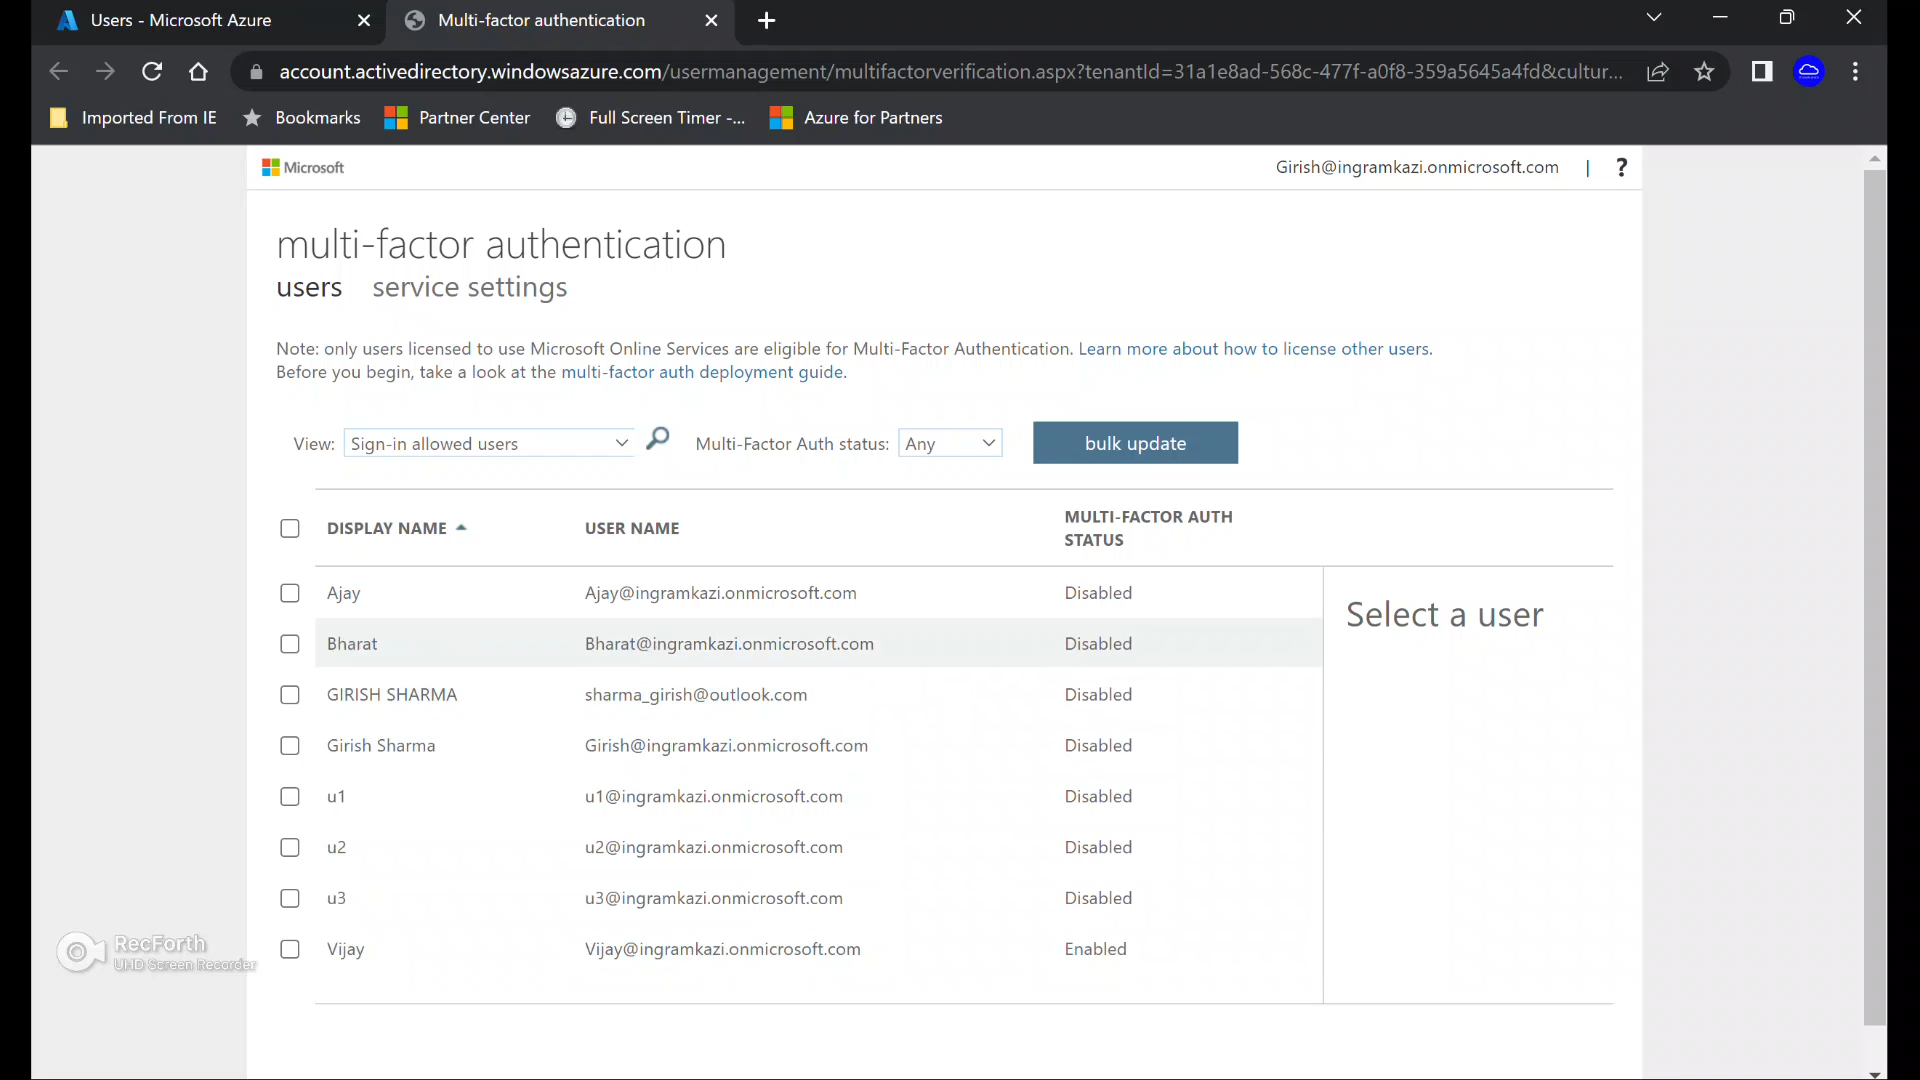 Users - Microsoft Azure
Multi-factor authentication
account.activedirectory.windowsazure.com/usermanagement/multifactorverification.aspx?tenantId=31a1e8ad-568c-477f-a0f8-359a5645a4fd&cultur...
Imported From IE
Bookmarks
Partner Center
Full Screen Timer -...
Azure for Partners
Microsoft
Girish@ingramkazi.onmicrosoft.com | ?
multi-factor authentication
users service settings
Note: only users licensed to use Microsoft Online Services are eligible for Multi-Factor Authentication. Learn more about how to license other users.
Before you begin, take a look at the multi-factor auth deployment guide.
View: Sign-in allowed users Multi-Factor Auth status: Any bulk update
DISPLAY NAME USER NAME MULTI-FACTOR AUTH STATUS
Ajay Ajay@ingramkazi.onmicrosoft.com Disabled
Select a user
Bharat Bharat@ingramkazi.onmicrosoft.com Disabled
GIRISH SHARMA sharma_girish@outlook.com Disabled
Girish Sharma Girish@ingramkazi.onmicrosoft.com Disabled
u1 u1@ingramkazi.onmicrosoft.com Disabled
u2 u2@ingramkazi.onmicrosoft.com Disabled
u3 u3@ingramkazi.onmicrosoft.com Disabled
Vijay Vijay@ingramkazi.onmicrosoft.com Enabled
RecForth
UHD Screen Recorder